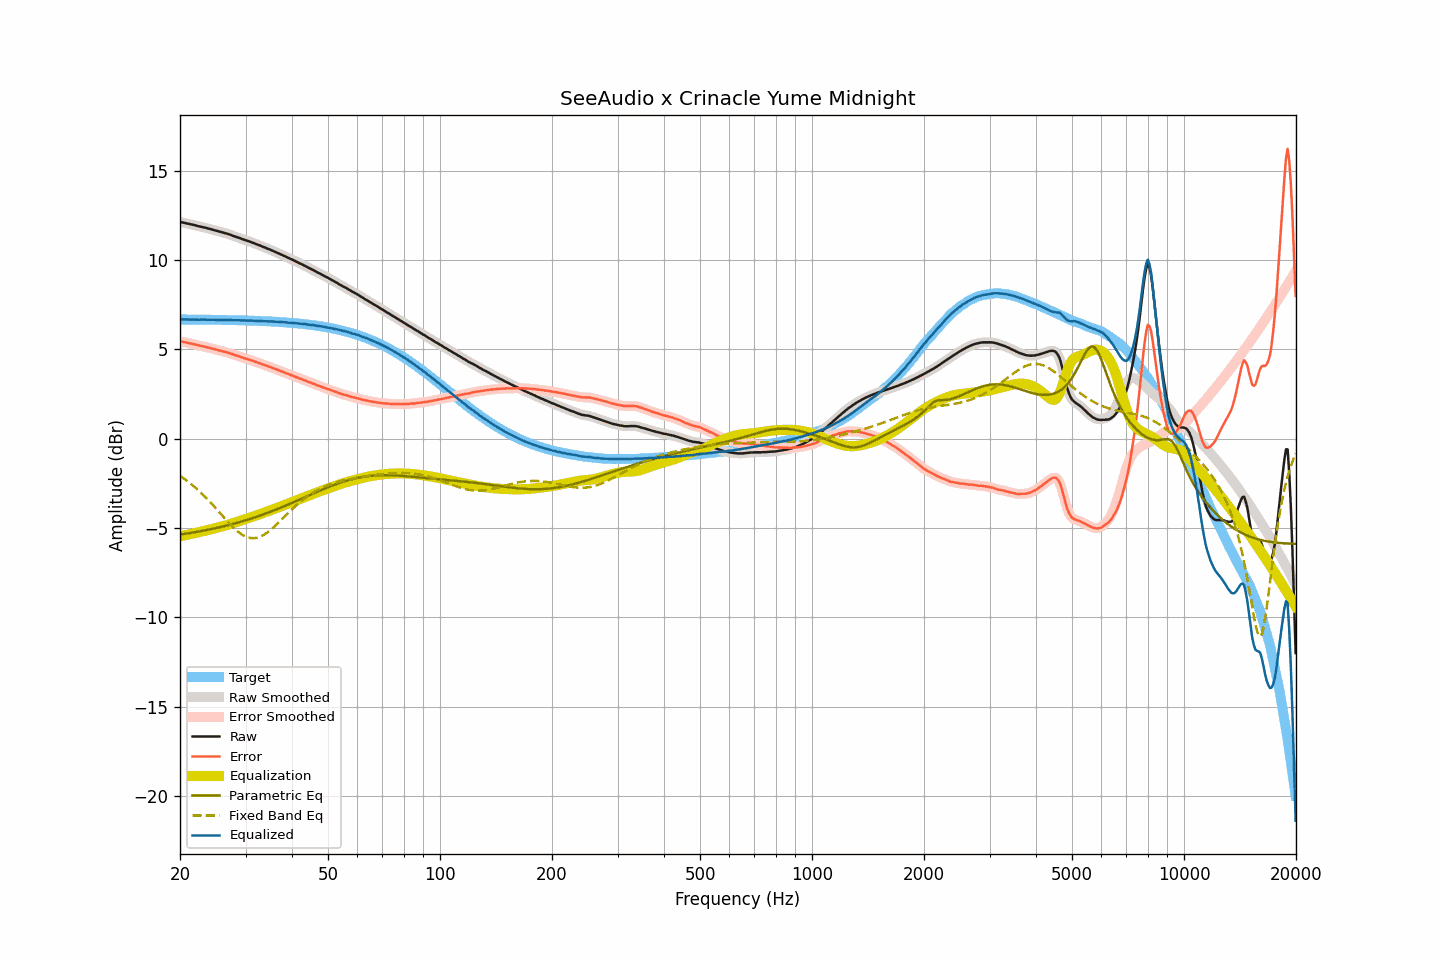 SeeAudio x Crinacle Yume Midnight
15
10
5
0
−5
−10
−15
−20
Amplitude (dBr)
Target
Raw Smoothed
Error Smoothed
Raw
Error
Equalization
Parametric Eq
Fixed Band Eq
Equalized
20 50 100 200 500 1000 2000 5000 10000 20000
Frequency (Hz)